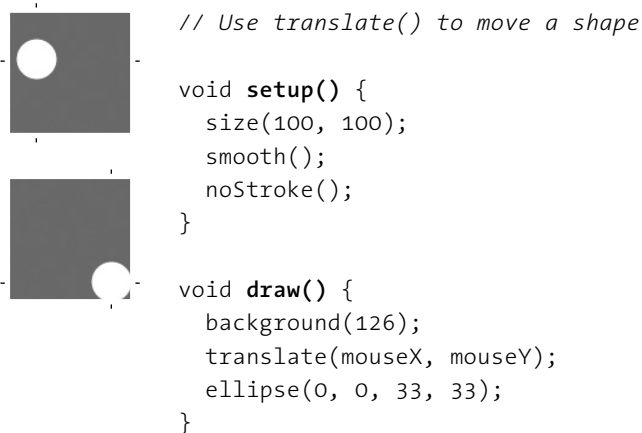 // Use translate() to move a shape
void setup() {
  size(100, 100);
  smooth();
  noStroke();
}
void draw() {
  background(126);
  translate(mouseX, mouseY);
  ellipse(0, 0, 33, 33);
}